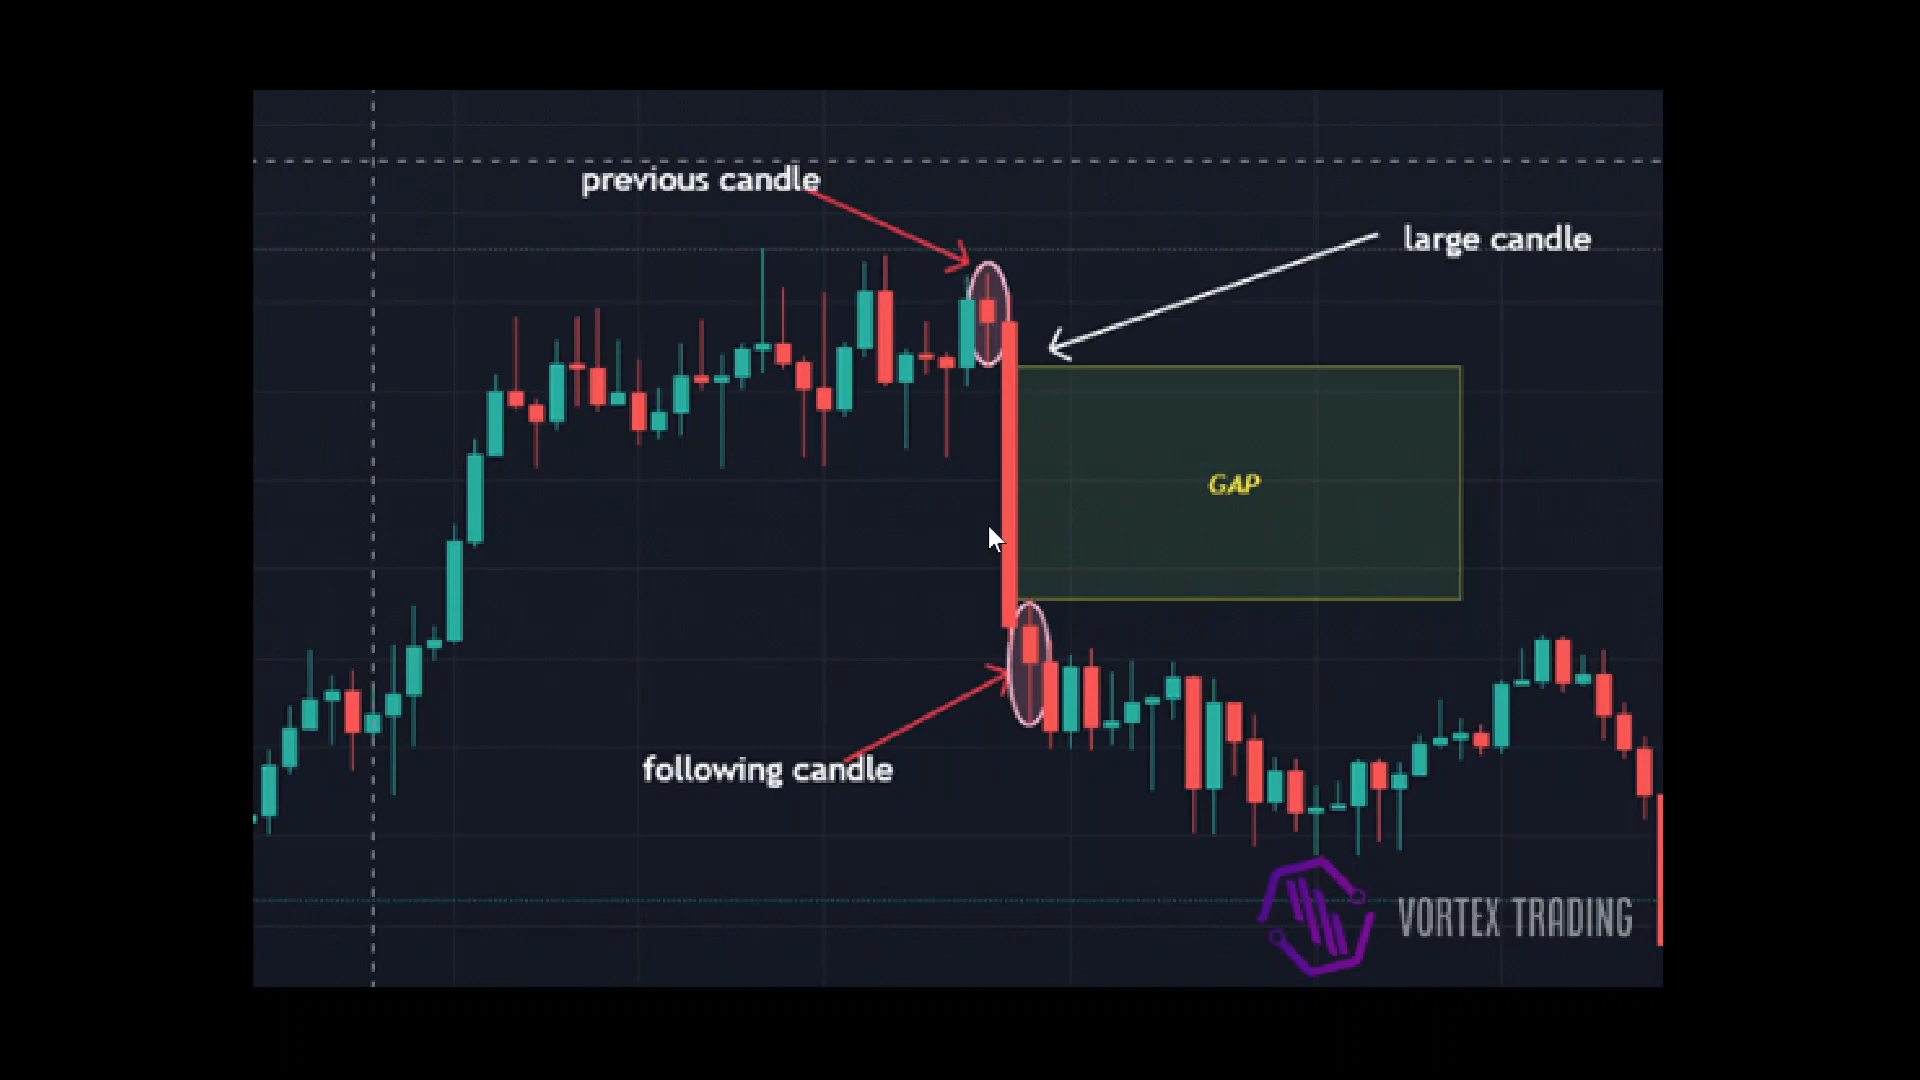 previous candle
large candle
GAP
following candle
VORTEX TRADING